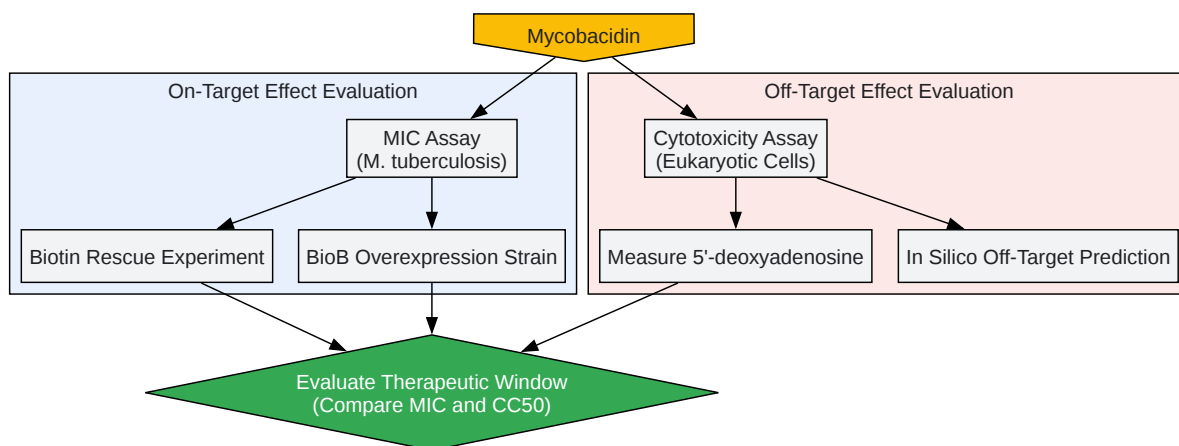 Mycobacidin
On-Target Effect Evaluation
Off-Target Effect Evaluation
MIC Assay
(M. tuberculosis)
Cytotoxicity Assay
(Eukaryotic Cells)
Biotin Rescue Experiment
BioB Overexpression Strain
Measure 5'-deoxyadenosine
In Silico Off-Target Prediction
Evaluate Therapeutic Window
(Compare MIC and CC50)